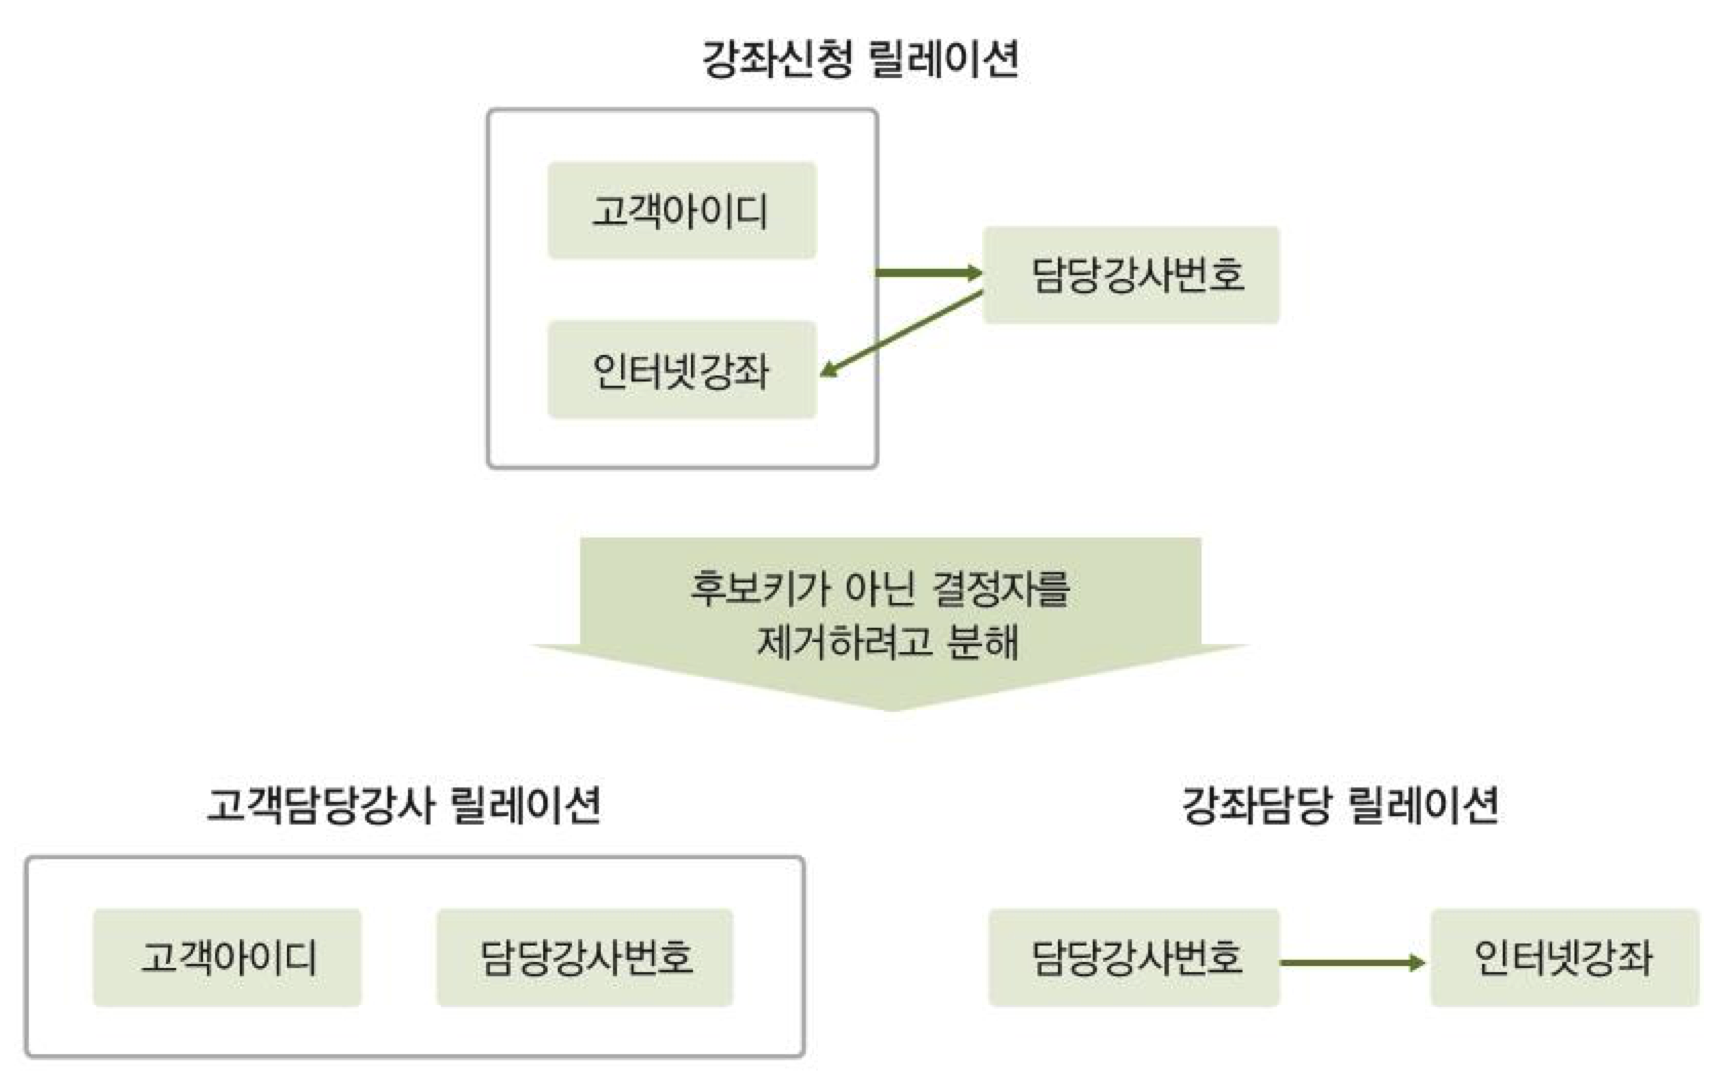 강좌신청 릴레이션
고객아이디
담당강사번호
인터넷강좌
후보키가 아닌 결정자를
제거하려고 분해
고객담당강사 릴레이션
강좌담당 릴레이션
고객아이디
담당강사번호
담당강사번호
인터넷강좌